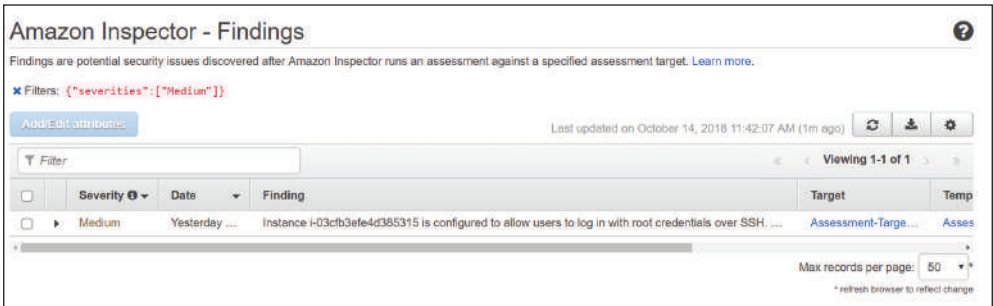 Amazon Inspector - Findings
Findings are potential security issues discovered after Amazon Inspector runs an assessment against a specified assessment target. Learn more.
Filters: {"severities":["Medium"]}
Add/Edit attributes
Last updated on October 14, 2018 11:42:07 AM (1m ago)
Filter
Viewing 1-1 of 1
Severity Date Finding Target Temp
Medium Yesterday ... Instance i-03cfb3efe4d385315 is configured to allow users to log in with root credentials over SSH. ... Assessment-Targe... Asses
Max records per page: 50 *
* refresh browser to reflect change